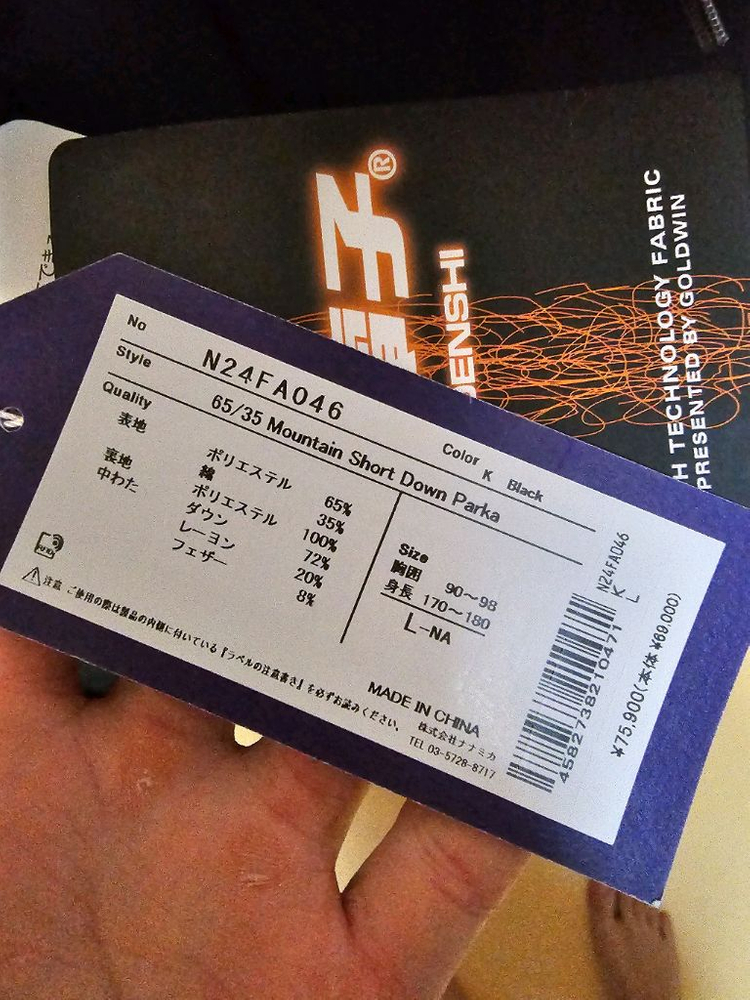 子®
DENSHI
H TECHNOLOGY FABRIC
PRESENTED BY GOLDWIN
No N24FA046 Color K Black
Style 65/35 Mountain Short Down Parka
Quality
表地 ポリエステル 65%
綿 35%
裏地 ポリエステル 100%
中わた ダウン 72%
レーヨン 20%
フェザー 8%
Size
胸囲 90〜98
身長 170〜180
L-NA
⚠注意 ご使用の際は製品の内側に付いている『ラベルの注意書き』を必ずお読みください。
MADE IN CHINA
株式会社ナナミカ
TEL 03-5728-8717
N24FA046
K L
4582738210471
¥75,900(本体 ¥69,000)